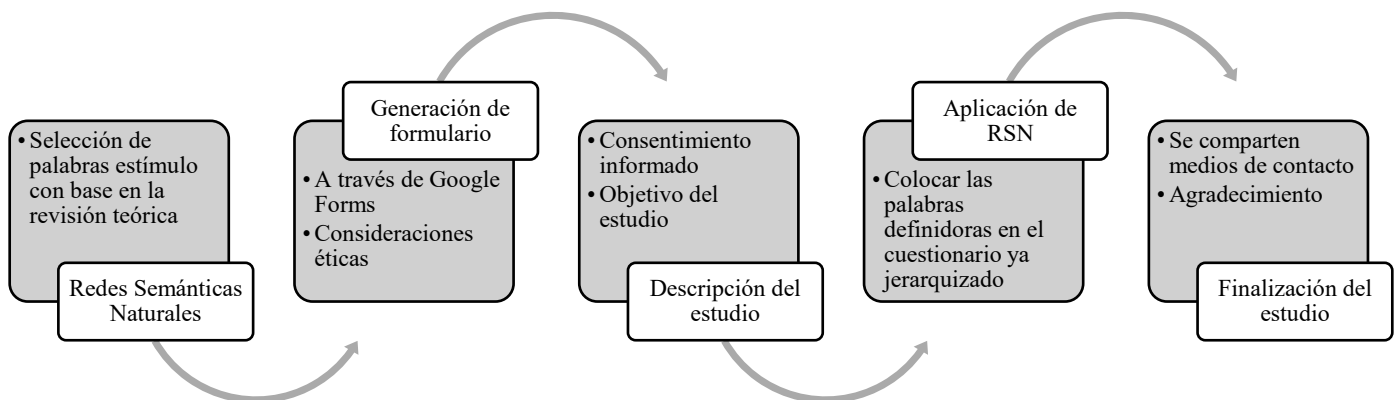 • Selección de
palabras estímulo
con base en la
revisión teórica
Redes Semánticas
Naturales
Generación de
formulario
• A través de Google
Forms
• Consideraciones
éticas
• Consentimiento
informado
• Objetivo del
estudio
Descripción del
estudio
Aplicación de
RSN
• Colocar las
palabras
definidoras en el
cuestionario ya
jerarquizado
• Se comparten
medios de contacto
• Agradecimiento
Finalización del
estudio